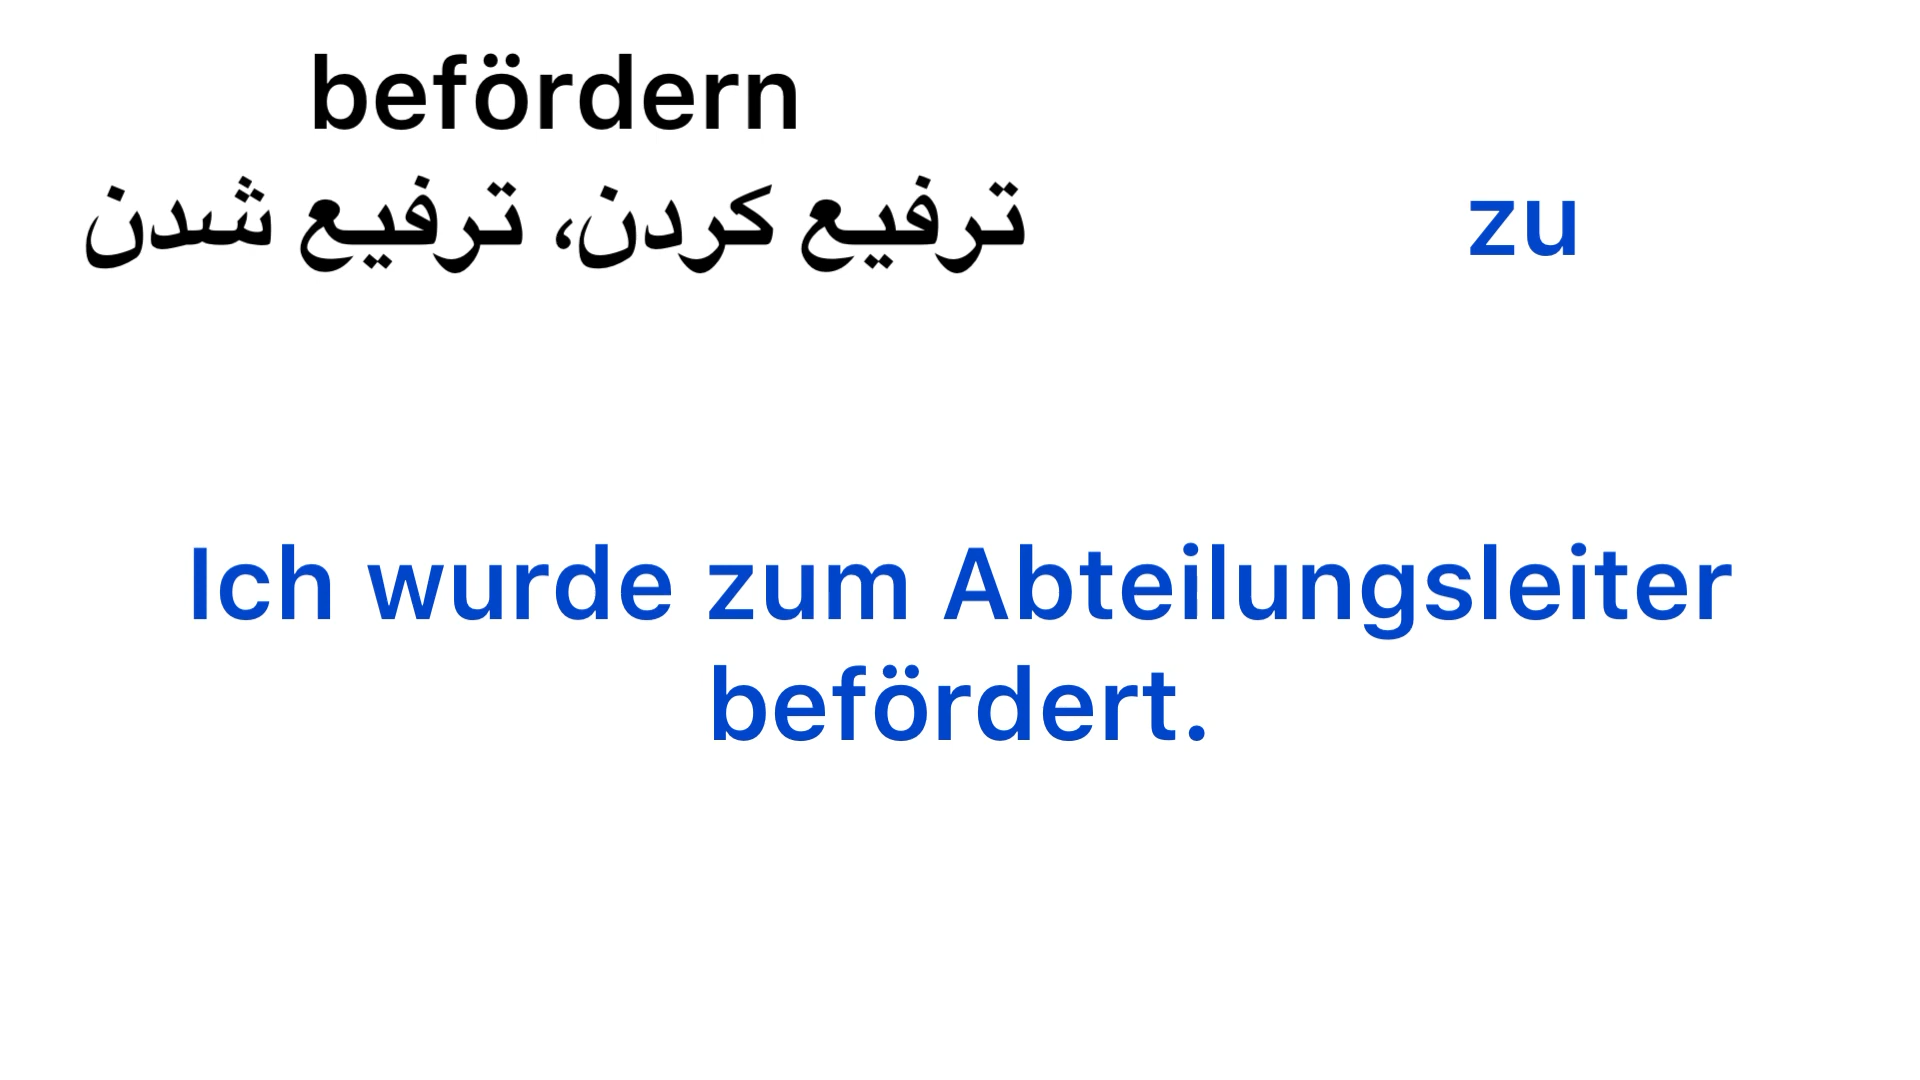 befördern
ترفیع کردن، ترفیع شدن
zu
Ich wurde zum Abteilungsleiter
befördert.